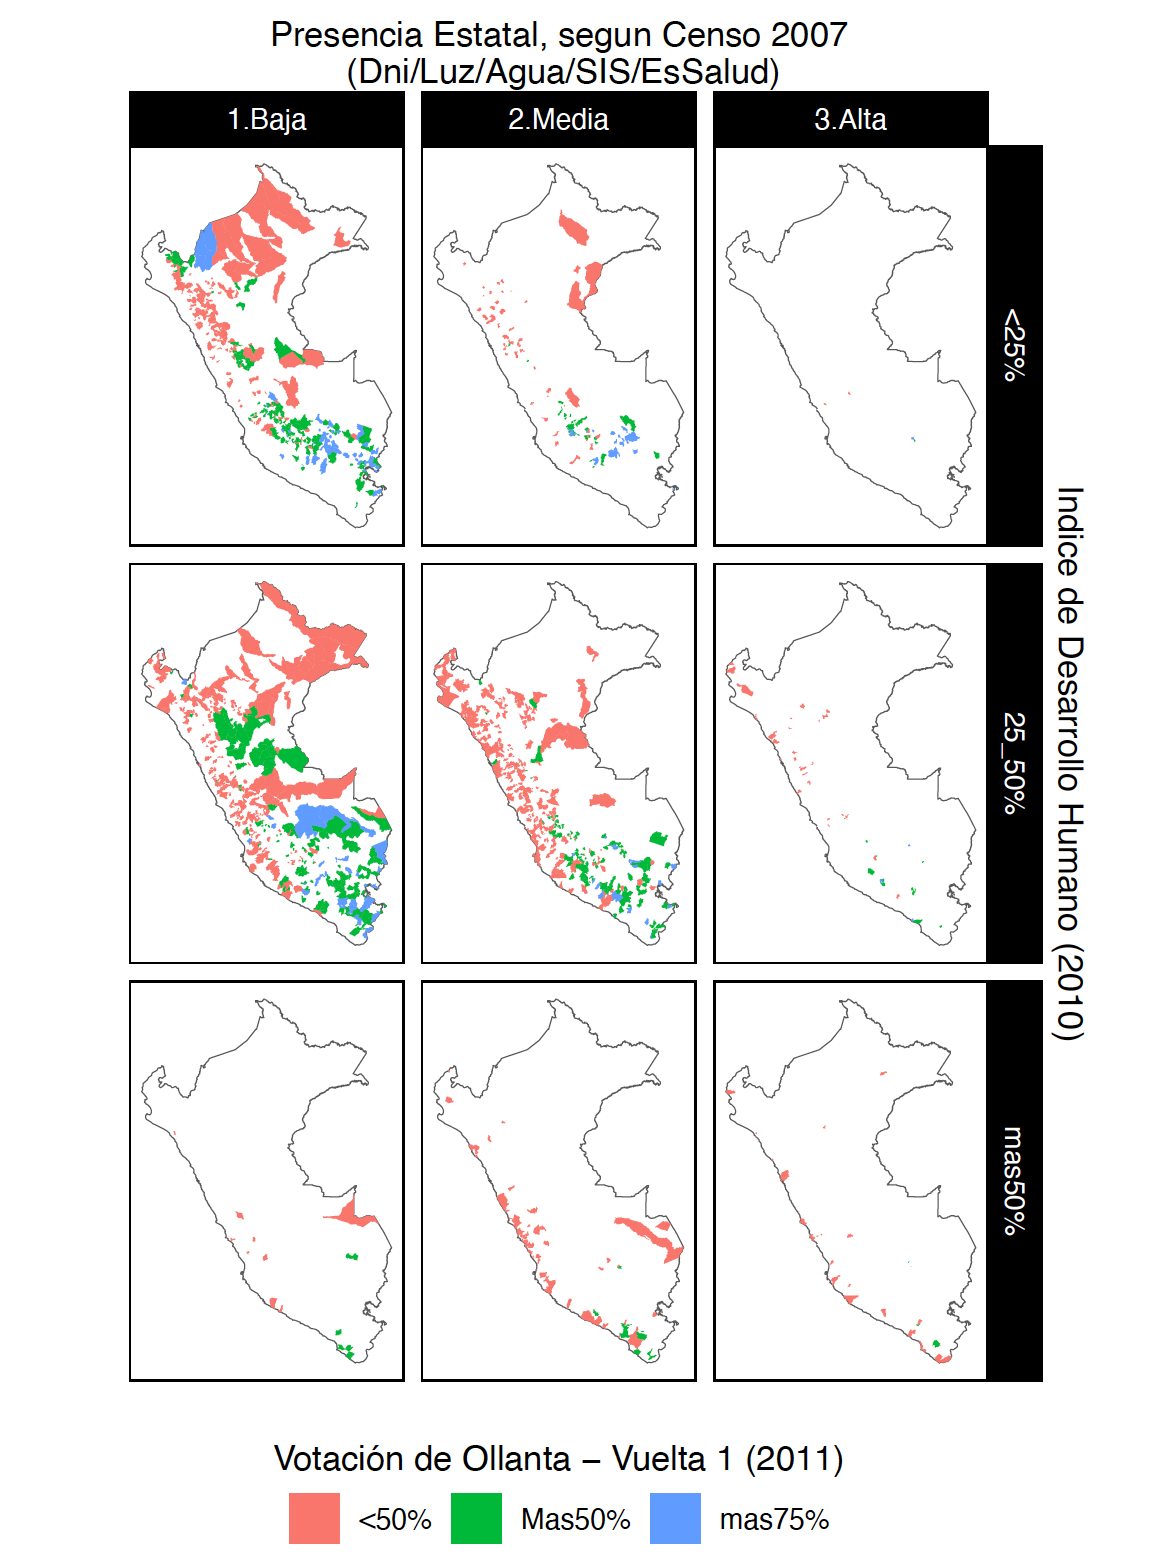 Presencia Estatal, segun Censo 2007
(Dni/Luz/Agua/SIS/EsSalud)
1.Baja
2.Media
3.Alta
<25%
25_50%
mas50%
Indice de Desarrollo Humano (2010)
Votación de Ollanta − Vuelta 1 (2011)
<50%
Mas50%
mas75%